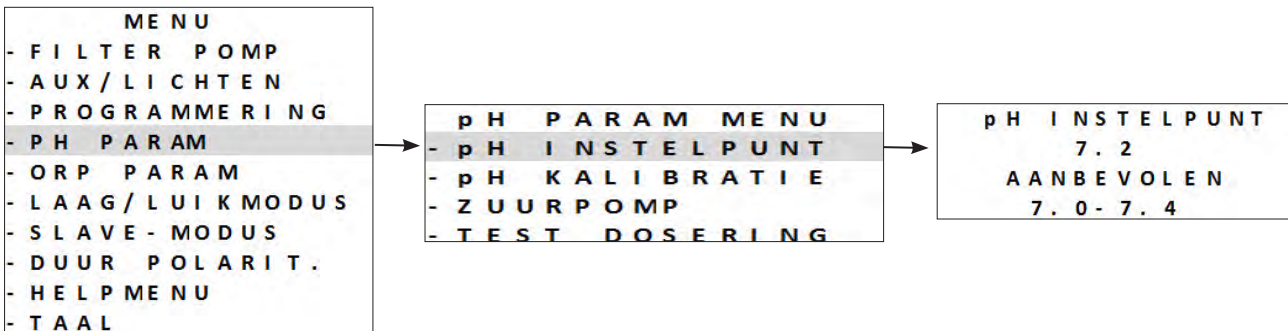 MENU
- FILTER POMP
- AUX/LICHTEN
- PROGRAMMERING
- PH PARAM
- ORP PARAM
- LAAG/LUIKMODUS
- SLAVE-MODUS
- DUUR POLARIT.
- HELPMENU
- TAAL
pH PARAM MENU
- pH INSTELPUNT
- pH KALIBRATIE
- ZUURPOMP
- TEST DOSERING
pH INSTELPUNT
7.2
AANBEVOLEN
7.0-7.4